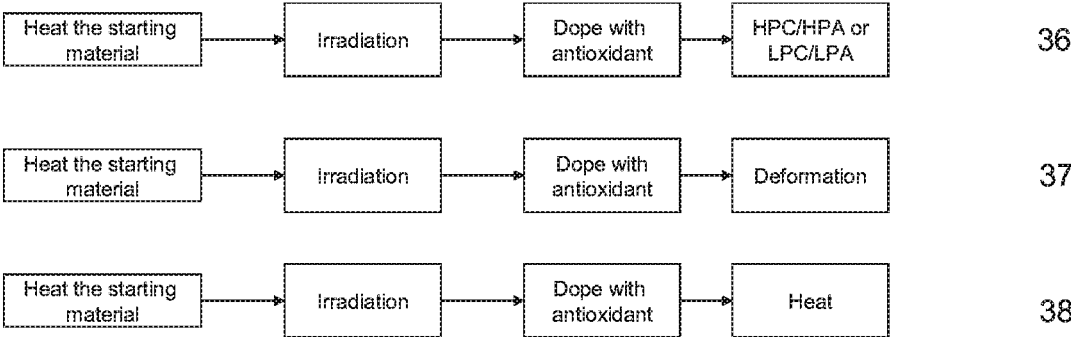 Heat the starting
material
Irradiation
Dope with
antioxidant
HPC/HPA or
LPC/LPA
36
Heat the starting
material
Irradiation
Dope with
antioxidant
Deformation
37
Heat the starting
material
Irradiation
Dope with
antioxidant
Heat
38